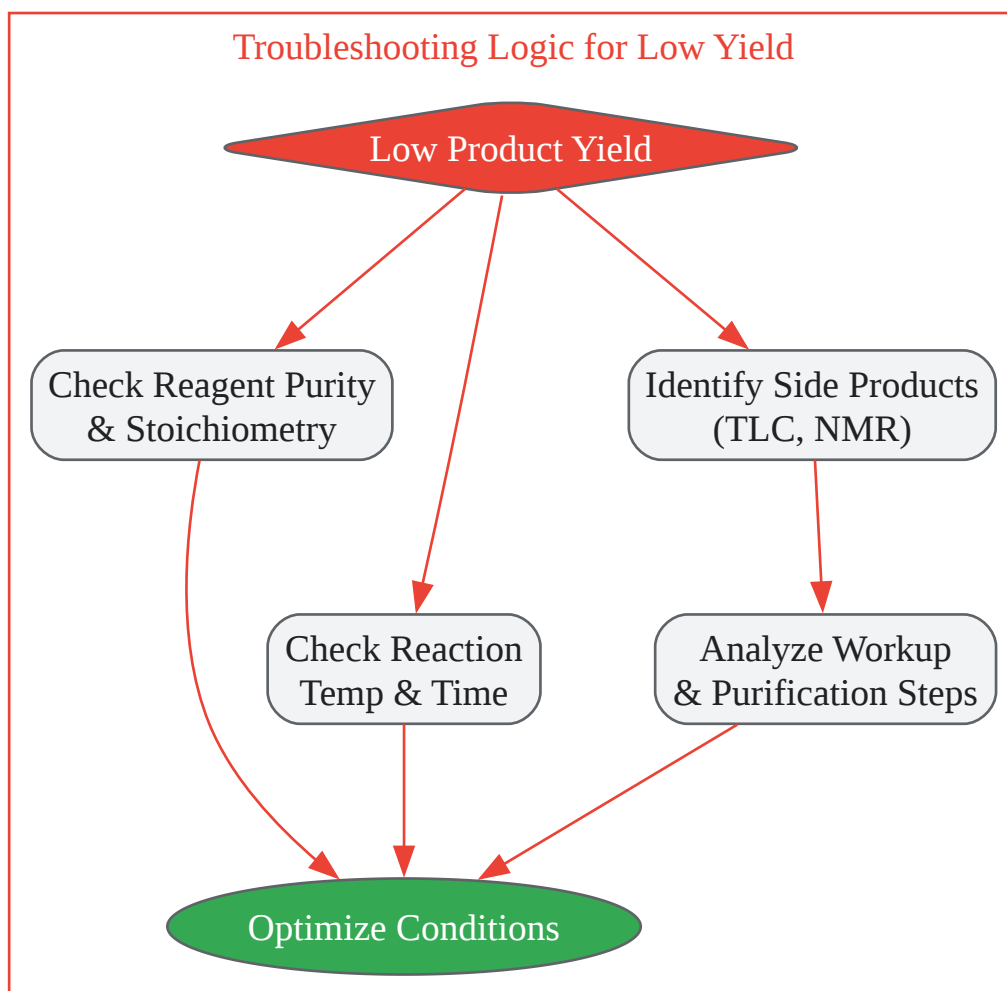 Troubleshooting Logic for Low Yield
Low Product Yield
Check Reagent Purity
& Stoichiometry
Identify Side Products
(TLC, NMR)
Check Reaction
Temp & Time
Analyze Workup
& Purification Steps
Optimize Conditions